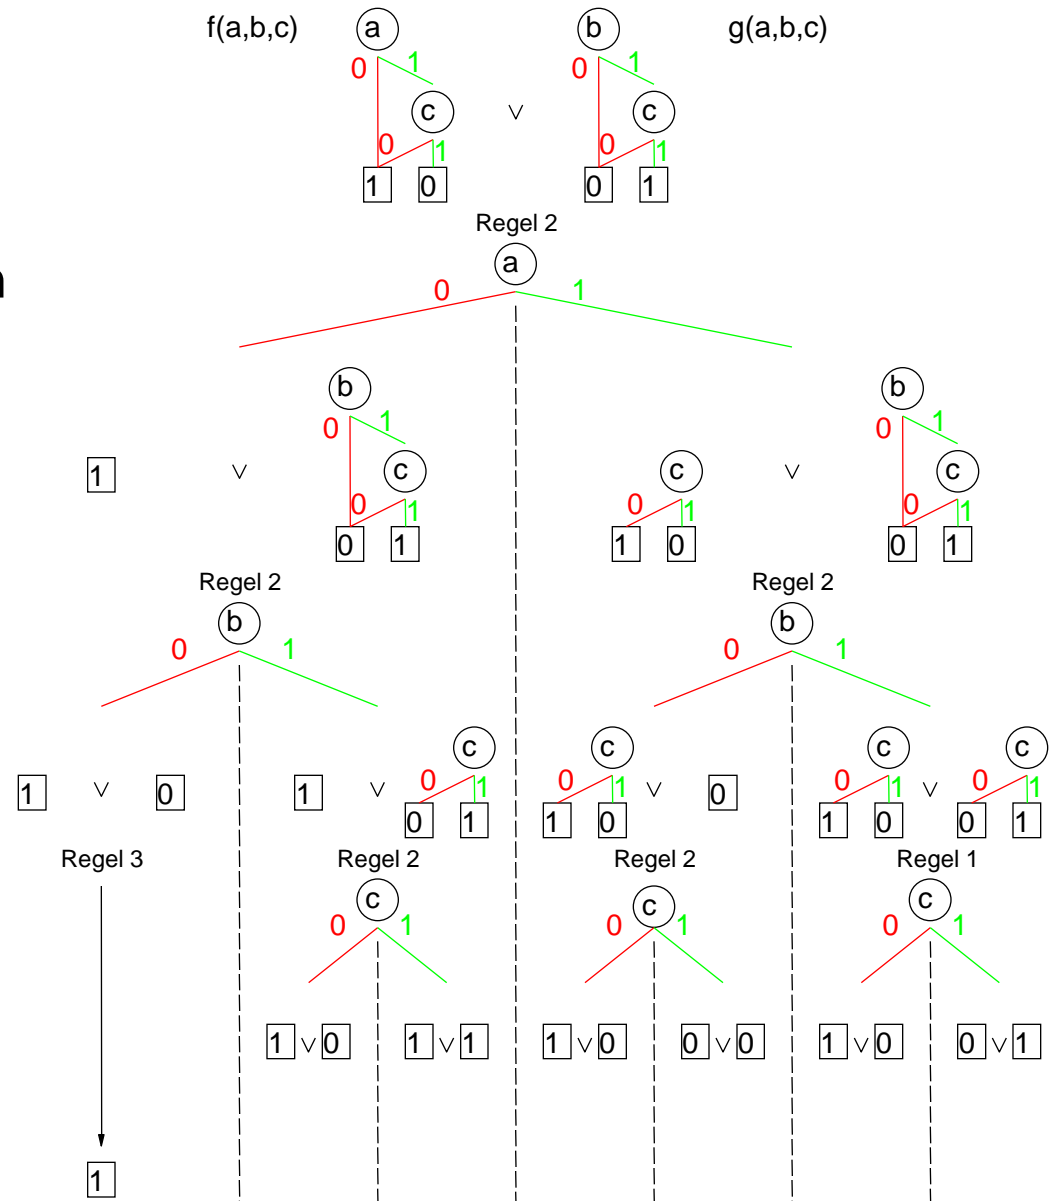 f(a,b,c) a b g(a,b,c)
0 1 0 1
c ∨ c
0 1 0 1
1 0 0 1
Regel 2
a
n
0 1
b b
0 1 0 1
1 ∨ c c ∨ c
0 1 0 1 0 1
0 1 1 0 0 1
Regel 2 Regel 2
b b
0 1 0 1
c c c c
0 1 0 1 0 1 0 1
1 ∨ 0 1 ∨ 0 1 1 0 ∨ 0 1 0 ∨ 0 1
Regel 3 Regel 2 Regel 2 Regel 1
c c c
0 1 0 1 0 1
1 ∨ 0 1 ∨ 1 1 ∨ 0 0 ∨ 0 1 ∨ 0 0 ∨ 1
1